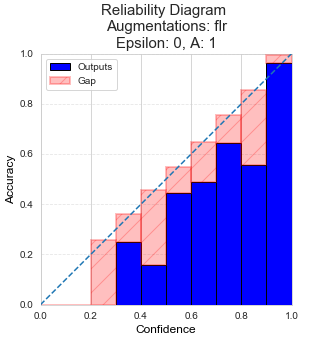 Reliability Diagram
Augmentations: flr
Epsilon: 0, A: 1
1.0
0.8
0.6
0.4
0.2
0.0
Accuracy
Outputs
Gap
0.0 0.2 0.4 0.6 0.8 1.0
Confidence